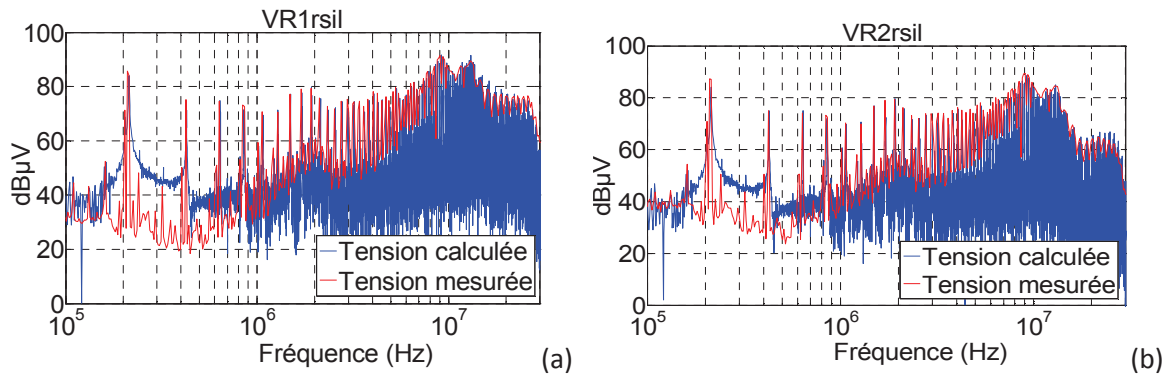 VR1rsil
100
80
60
40
20
0
dBµV
Tension calculée
Tension mesurée
10^5
10^6
10^7
Fréquence (Hz)
(a)
VR2rsil
100
80
60
40
20
0
dBµV
Tension calculée
Tension mesurée
10^5
10^6
10^7
Fréquence (Hz)
(b)